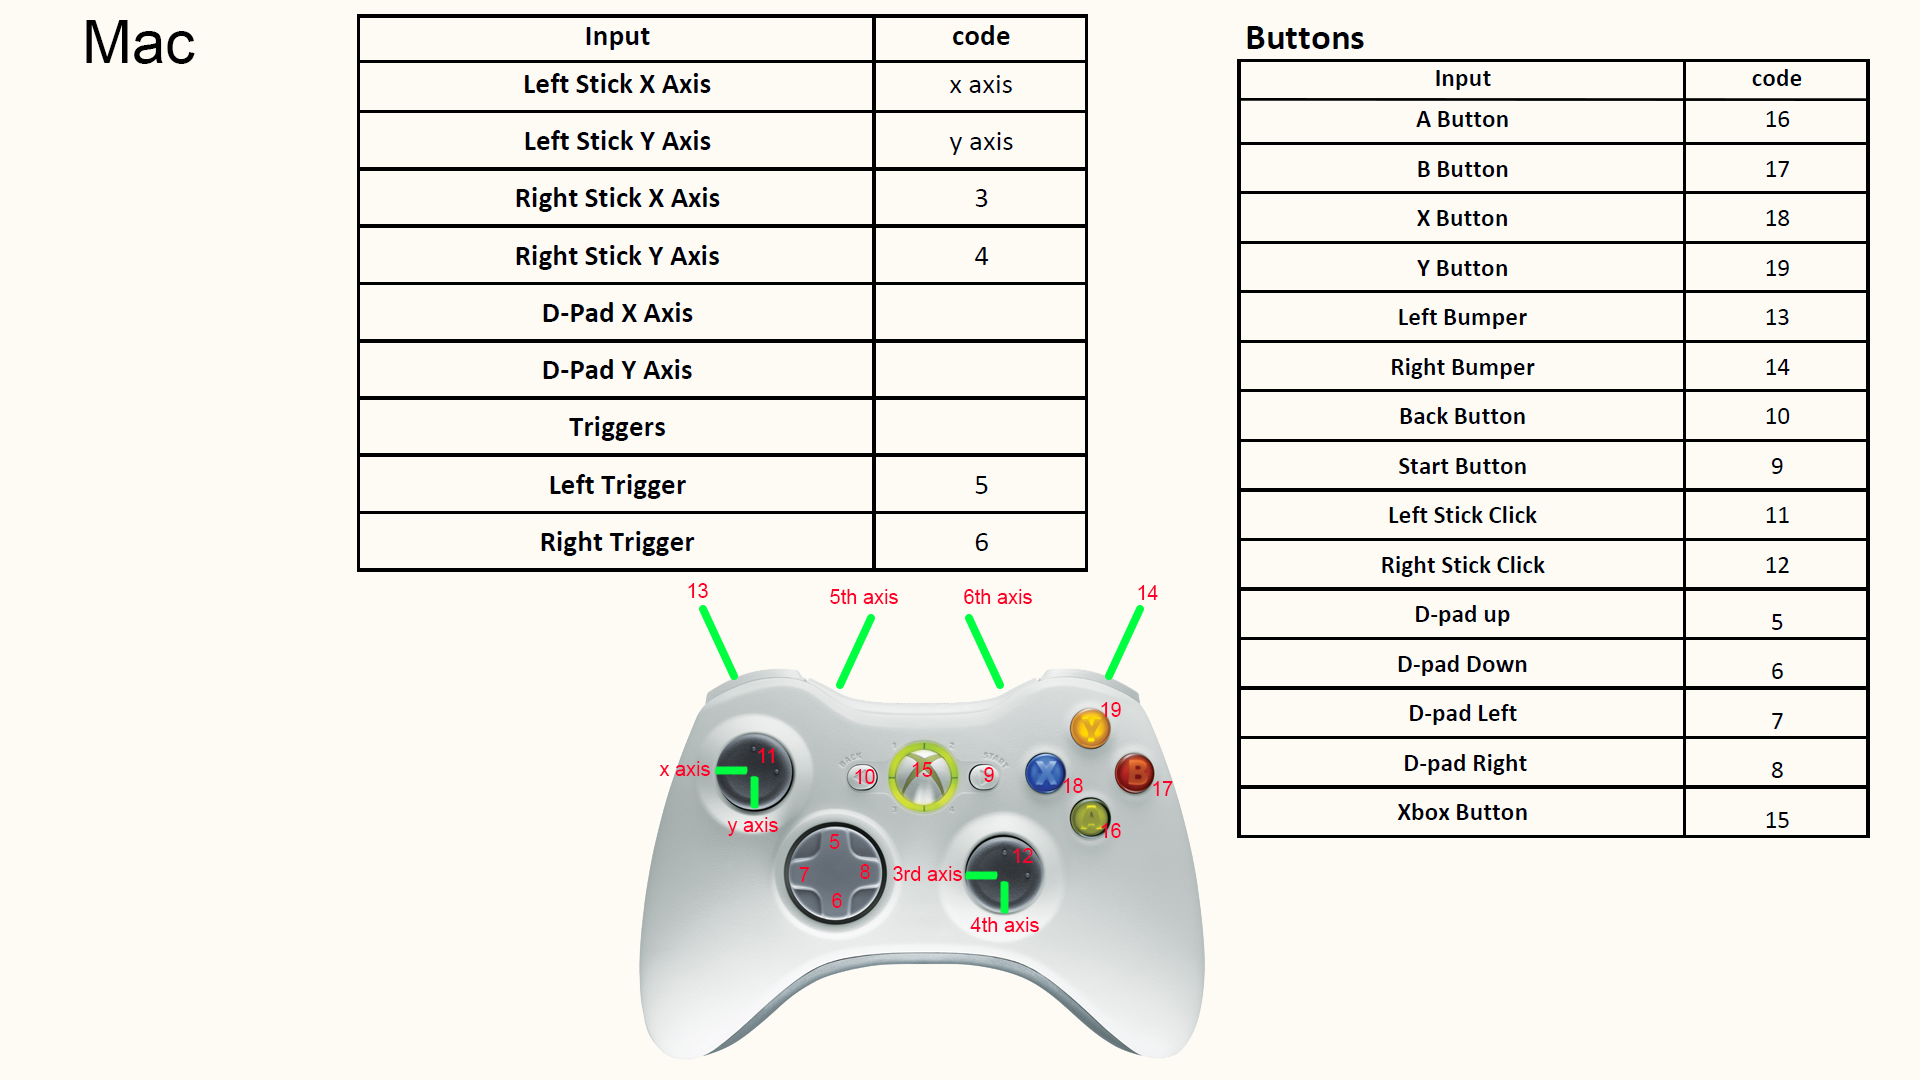 Mac
Input code
Left Stick X Axis x axis
Left Stick Y Axis y axis
Right Stick X Axis 3
Right Stick Y Axis 4
D-Pad X Axis
D-Pad Y Axis
Triggers
Left Trigger 5
Right Trigger 6
Buttons
Input code
A Button 16
B Button 17
X Button 18
Y Button 19
Left Bumper 13
Right Bumper 14
Back Button 10
Start Button 9
Left Stick Click 11
Right Stick Click 12
D-pad up 5
D-pad Down 6
D-pad Left 7
D-pad Right 8
Xbox Button 15
13 5th axis 6th axis 14
19
Y
BACK START
11
x axis 10 15 9 X 18 B 17
y axis A 16
5
7 8
6
12
3rd axis
4th axis